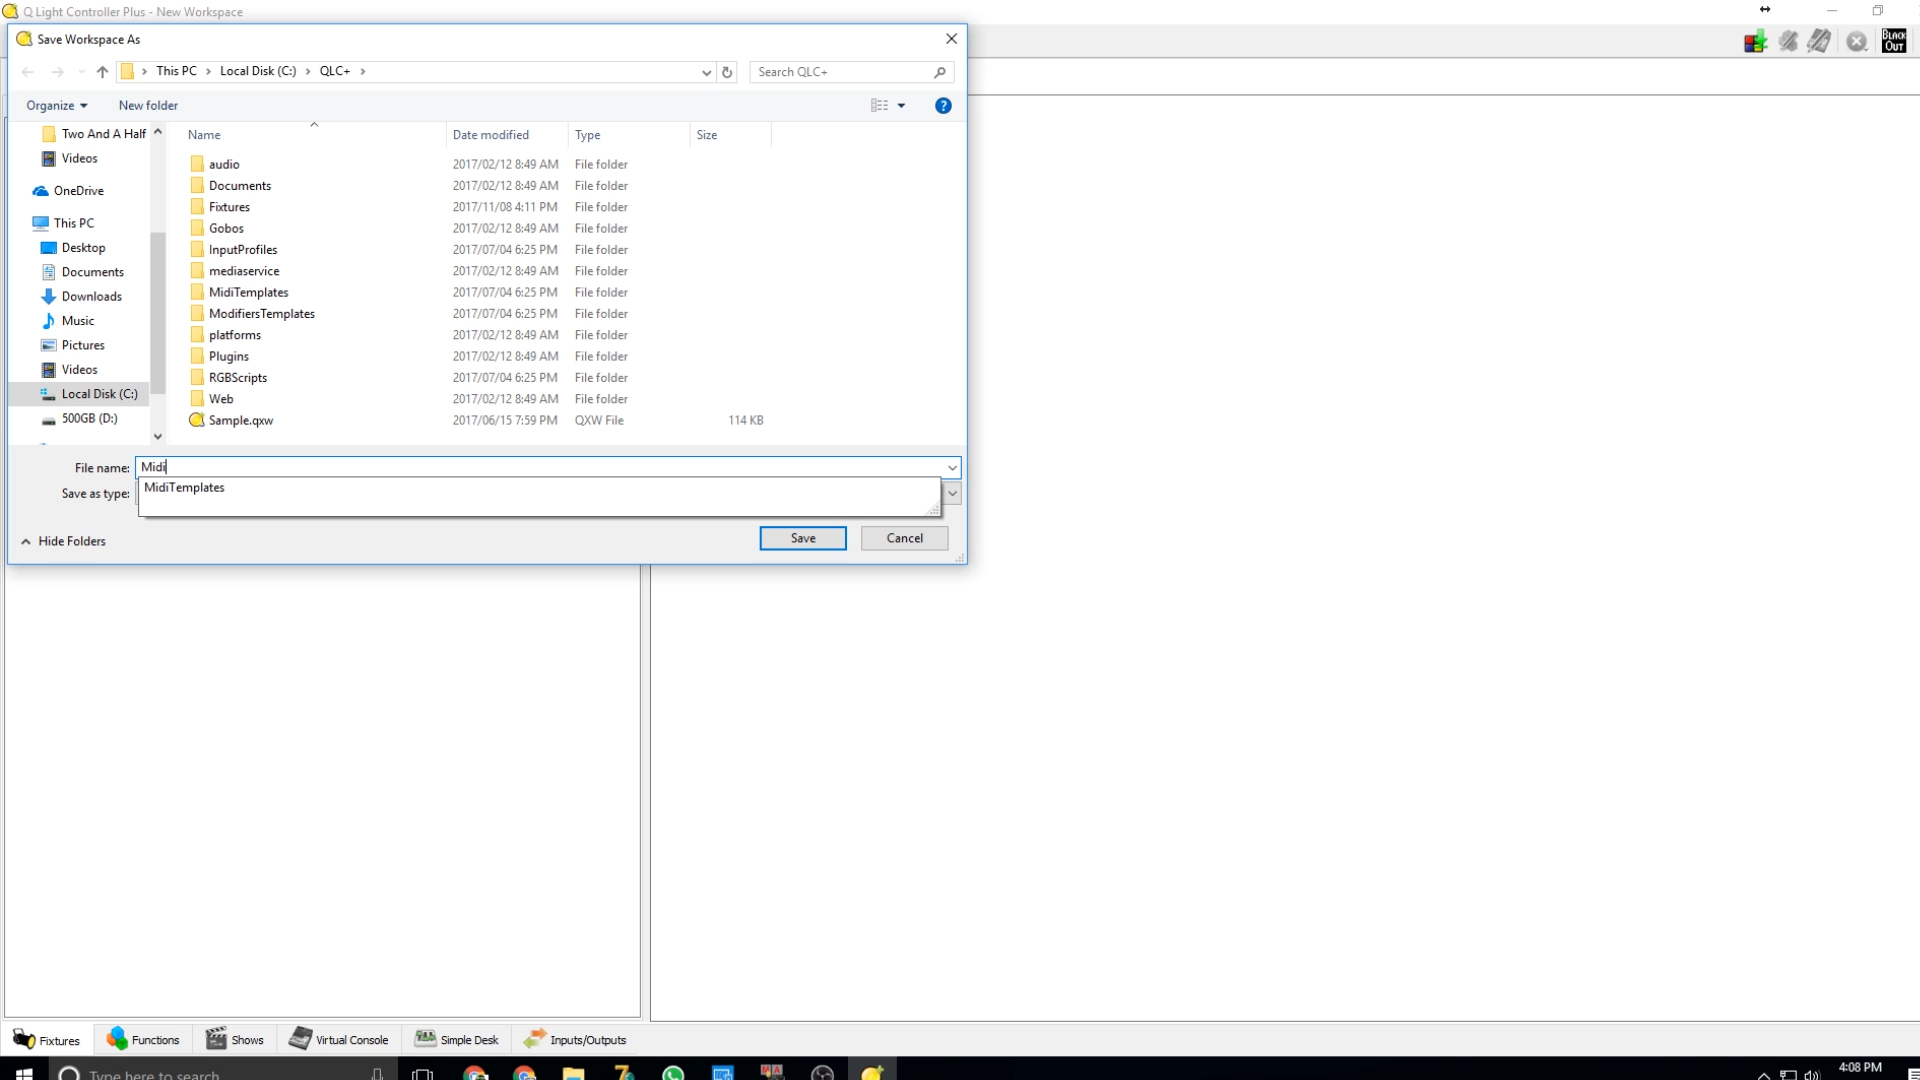 Q Light Controller Plus - New Workspace
Save Workspace As
BLACK OUT
This PC > Local Disk (C:) > QLC+ >
Search QLC+
Organize
New folder
Name
Date modified
Type
Size
Two And A Half
Videos
OneDrive
This PC
Desktop
Documents
Downloads
Music
Pictures
Videos
Local Disk (C:)
500GB (D:)
audio 2017/02/12 8:49 AM File folder
Documents 2017/02/12 8:49 AM File folder
Fixtures 2017/11/08 4:11 PM File folder
Gobos 2017/02/12 8:49 AM File folder
InputProfiles 2017/07/04 6:25 PM File folder
mediaservice 2017/02/12 8:49 AM File folder
MidiTemplates 2017/07/04 6:25 PM File folder
ModifiersTemplates 2017/07/04 6:25 PM File folder
platforms 2017/02/12 8:49 AM File folder
Plugins 2017/02/12 8:49 AM File folder
RGBScripts 2017/07/04 6:25 PM File folder
Web 2017/02/12 8:49 AM File folder
Sample.qxw 2017/06/15 7:59 PM QXW File 114 KB
File name: Midi
MidiTemplates
Save as type:
Hide Folders
Save
Cancel
Fixtures
Functions
Shows
Virtual Console
Simple Desk
Inputs/Outputs
Type here to search
4:08 PM